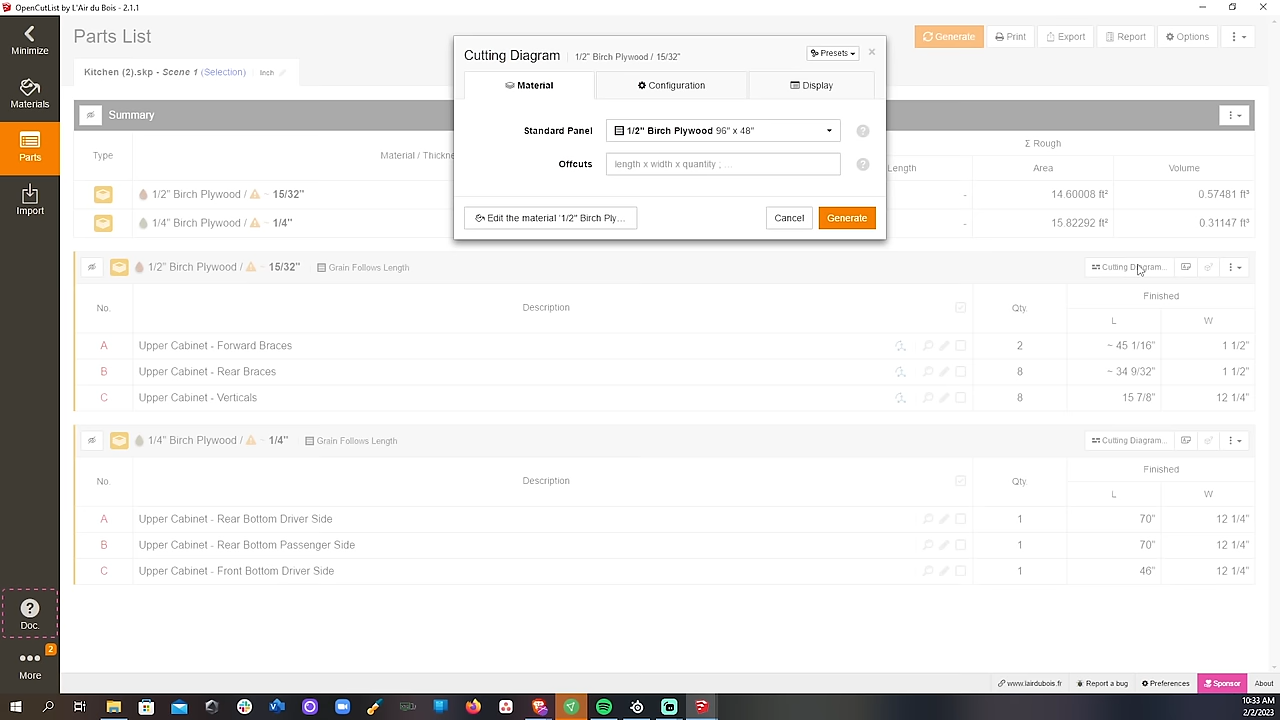 OpenCutList by L'Air du Bois - 2.1.1
Minimize
Materials
Parts
Import
Doc.
2
More
Parts List
Generate
Print
Export
Report
Options
Kitchen (2).skp - Scene 1 (Selection)
Inch
Cutting Diagram
1/2" Birch Plywood / 15/32"
Presets
Material
Configuration
Display
Standard Panel
1/2" Birch Plywood 96" x 48"
Offcuts
length x width x quantity ; ...
Edit the material '1/2" Birch Ply...
Cancel
Generate
Summary
Type
Material / Thickne
Length
Σ Rough
Area
Volume
1/2" Birch Plywood / ~ 15/32"
-
14.60008 ft²
0.57481 ft³
1/4" Birch Plywood / ~ 1/4"
-
15.82292 ft²
0.31147 ft³
1/2" Birch Plywood / ~ 15/32"
Grain Follows Length
Cutting Diagram...
No.
Description
Qty.
Finished
L
W
A
Upper Cabinet - Forward Braces
2
~ 45 1/16"
1 1/2"
B
Upper Cabinet - Rear Braces
8
~ 34 9/32"
1 1/2"
C
Upper Cabinet - Verticals
8
15 7/8"
12 1/4"
1/4" Birch Plywood / ~ 1/4"
Grain Follows Length
Cutting Diagram...
No.
Description
Qty.
Finished
L
W
A
Upper Cabinet - Rear Bottom Driver Side
1
70"
12 1/4"
B
Upper Cabinet - Rear Bottom Passenger Side
1
70"
12 1/4"
C
Upper Cabinet - Front Bottom Driver Side
1
46"
12 1/4"
www.lairdubois.fr
Report a bug
Preferences
Sponsor
About
10:33 AM
2/2/2023